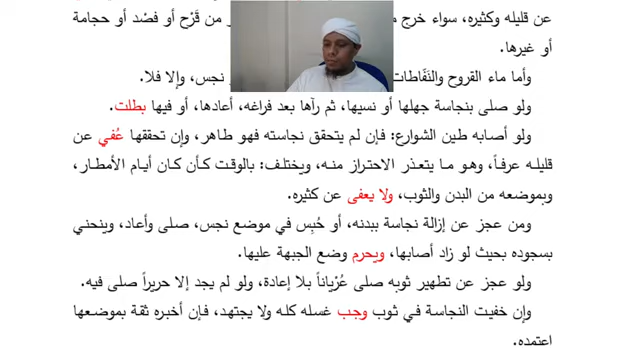 عن قليله وكثيره، سواء خرج من قَرْح أو فصْد أو حجامة
أو غيرها.
وأما ماء القروح والنَفّاطات نجس، وإلا فلا.
ولو صلى بنجاسة جهلها أو نسيها، ثم رآها بعد فراغه، أعادها، أو فيها بطلت.
ولو أصابه طين الشوارع: فإن لم يتحقق نجاسته فهو طاهر، وإن تحققها عُفي عن
قليله عرفاً، وهو ما يتعذر الاحتراز منه، ويختلف: بالوقت كأن كان أيام الأمطار،
وبموضعه من البدن والثوب، ولا يعفى عن كثيره.
ومن عجز عن إزالة نجاسة ببدنه، أو حُبِس في موضع نجس، صلى وأعاد، وينحني
بسجوده بحيث لو زاد أصابها، ويحرم وضع الجبهة عليها.
ولو عجز عن تطهير ثوبه صلى عُرْياناً بلا إعادة، ولو لم يجد إلا حريراً صلى فيه.
وإن خفيت النجاسة في ثوب وجب غسله كله ولا يجتهد، فإن أخبره ثقة بموضعها
اعتمده.